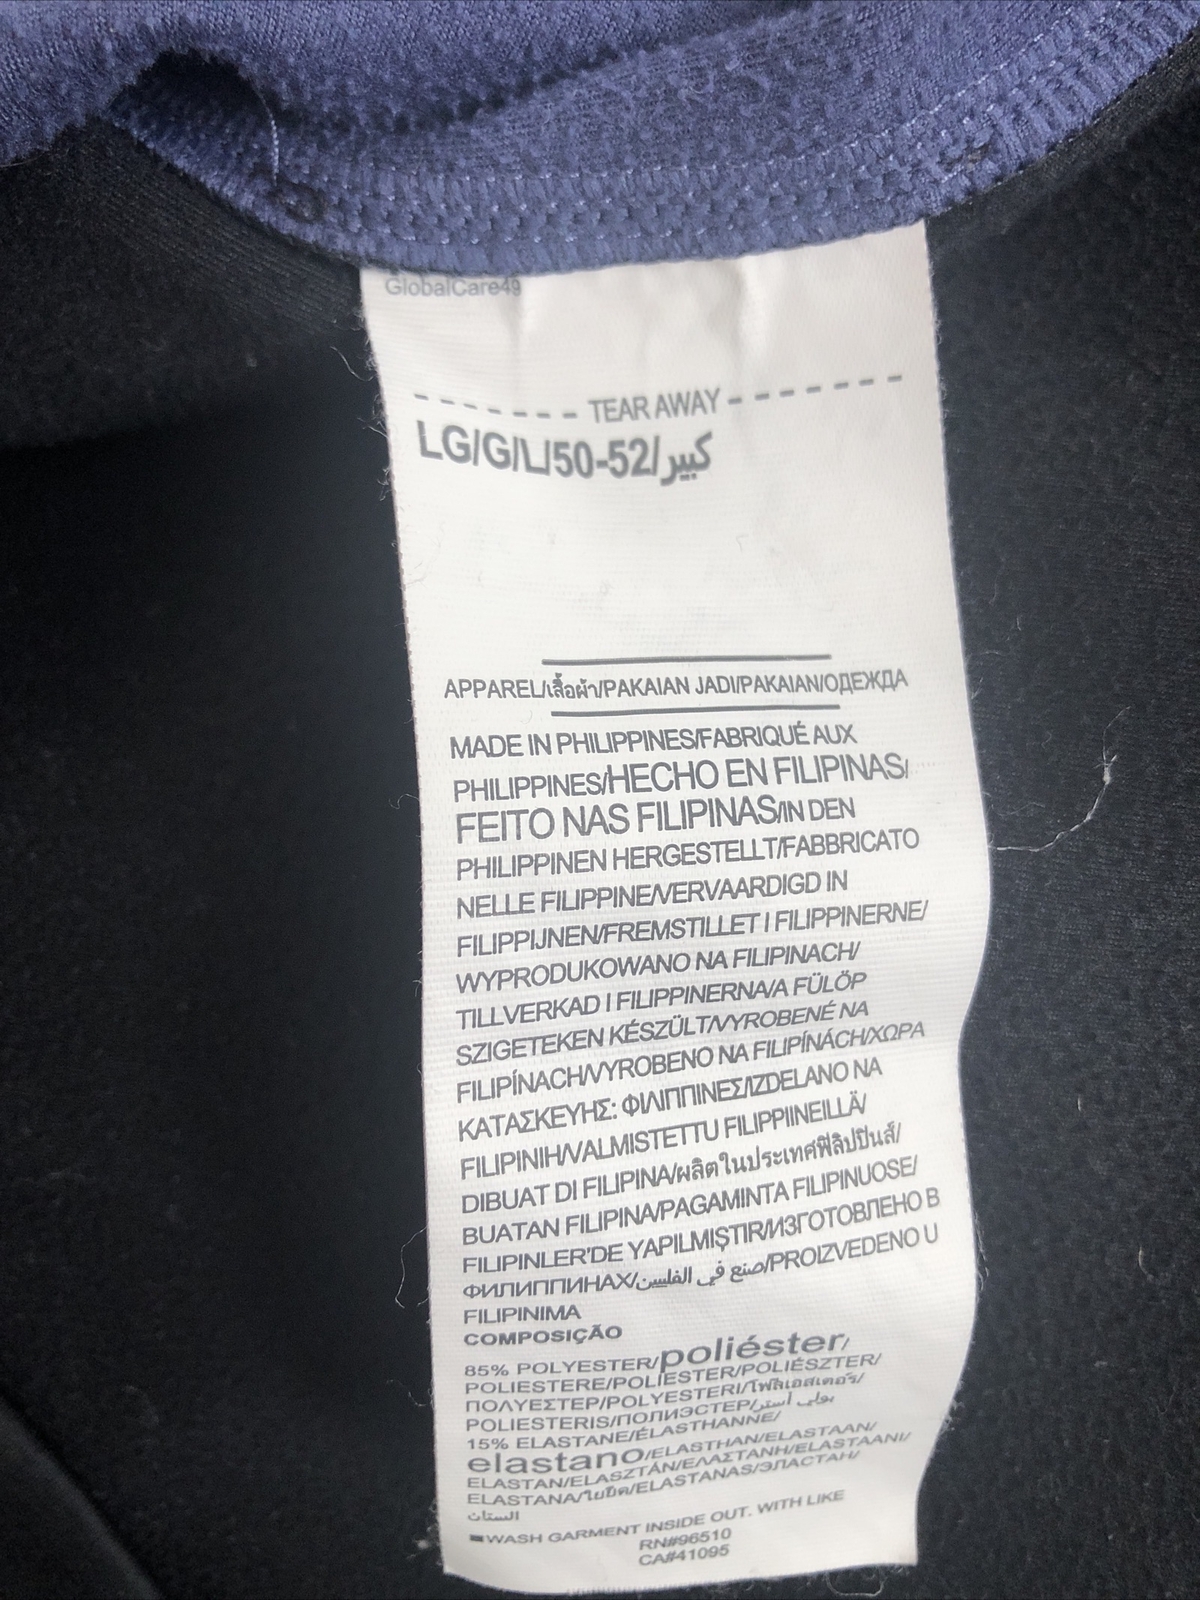 GlobalCare49
TEAR AWAY
LG/G/L/50-52/كبير
APPAREL/เสื้อผ้า/PAKAIAN JADI/PAKAIAN/ОДЕЖДА
MADE IN PHILIPPINES/FABRIQUÉ AUX
PHILIPPINES/HECHO EN FILIPINAS/
FEITO NAS FILIPINAS/IN DEN
PHILIPPINEN HERGESTELLT/FABBRICATO
NELLE FILIPPINE/VERVAARDIGD IN
FILIPPIJNEN/FREMSTILLET I FILIPPINERNE/
WYPRODUKOWANO NA FILIPINACH/
TILLVERKAD I FILIPPINERNA/A FÜLÖP
SZIGETEKEN KÉSZÜLT/VYROBENÉ NA
FILIPÍNACH/VYROBENO NA FILIPÍNÁCH/ΧΩΡΑ
ΚΑΤΑΣΚΕΥΗΣ: ΦΙΛΙΠΠΙΝΕΣ/IZDELANO NA
FILIPINIH/VALMISTETTU FILIPPIINEILLÄ/
DIBUAT DI FILIPINA/ผลิตในประเทศฟิลิปปินส์/
BUATAN FILIPINA/PAGAMINTA FILIPINUOSE/
FILIPINLER'DE YAPILMIŞTIR/ИЗГОТОВЛЕНО В
ФИЛИППИНАХ/صنع في الفلبين/PROIZVEDENO U
FILIPINIMA
COMPOSIÇÃO
85% POLYESTER/poliéster/
POLIESTERE/POLIESTER/POLIÉSZTER/
ΠΟΛΥΕΣΤΕΡ/POLYESTERI/โพลิเอสเตอร์/
POLIESTERIS/ПОЛИЭСТЕР/بولي استر
15% ELASTANE/ÉLASTHANNE/
elastano/ELASTHAN/ELASTAAN/
ELASTAN/ELASZTÁN/ΕΛΑΣΤΑΝΗ/ELASTAANI/
ELASTANA/ใยยืด/ELASTANAS/ЭЛАСТАН/
الستان
WASH GARMENT INSIDE OUT. WITH LIKE
RN#96510
CA#41095